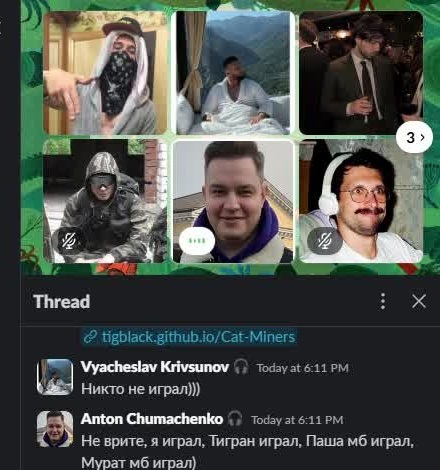 3 ›
Thread
tigblack.github.io/Cat-Miners
Vyacheslav Krivsunov Today at 6:11 PM
Никто не играл)))
Anton Chumachenko Today at 6:11 PM
Не врите, я играл, Тигран играл, Паша мб играл,
Мурат мб играл)